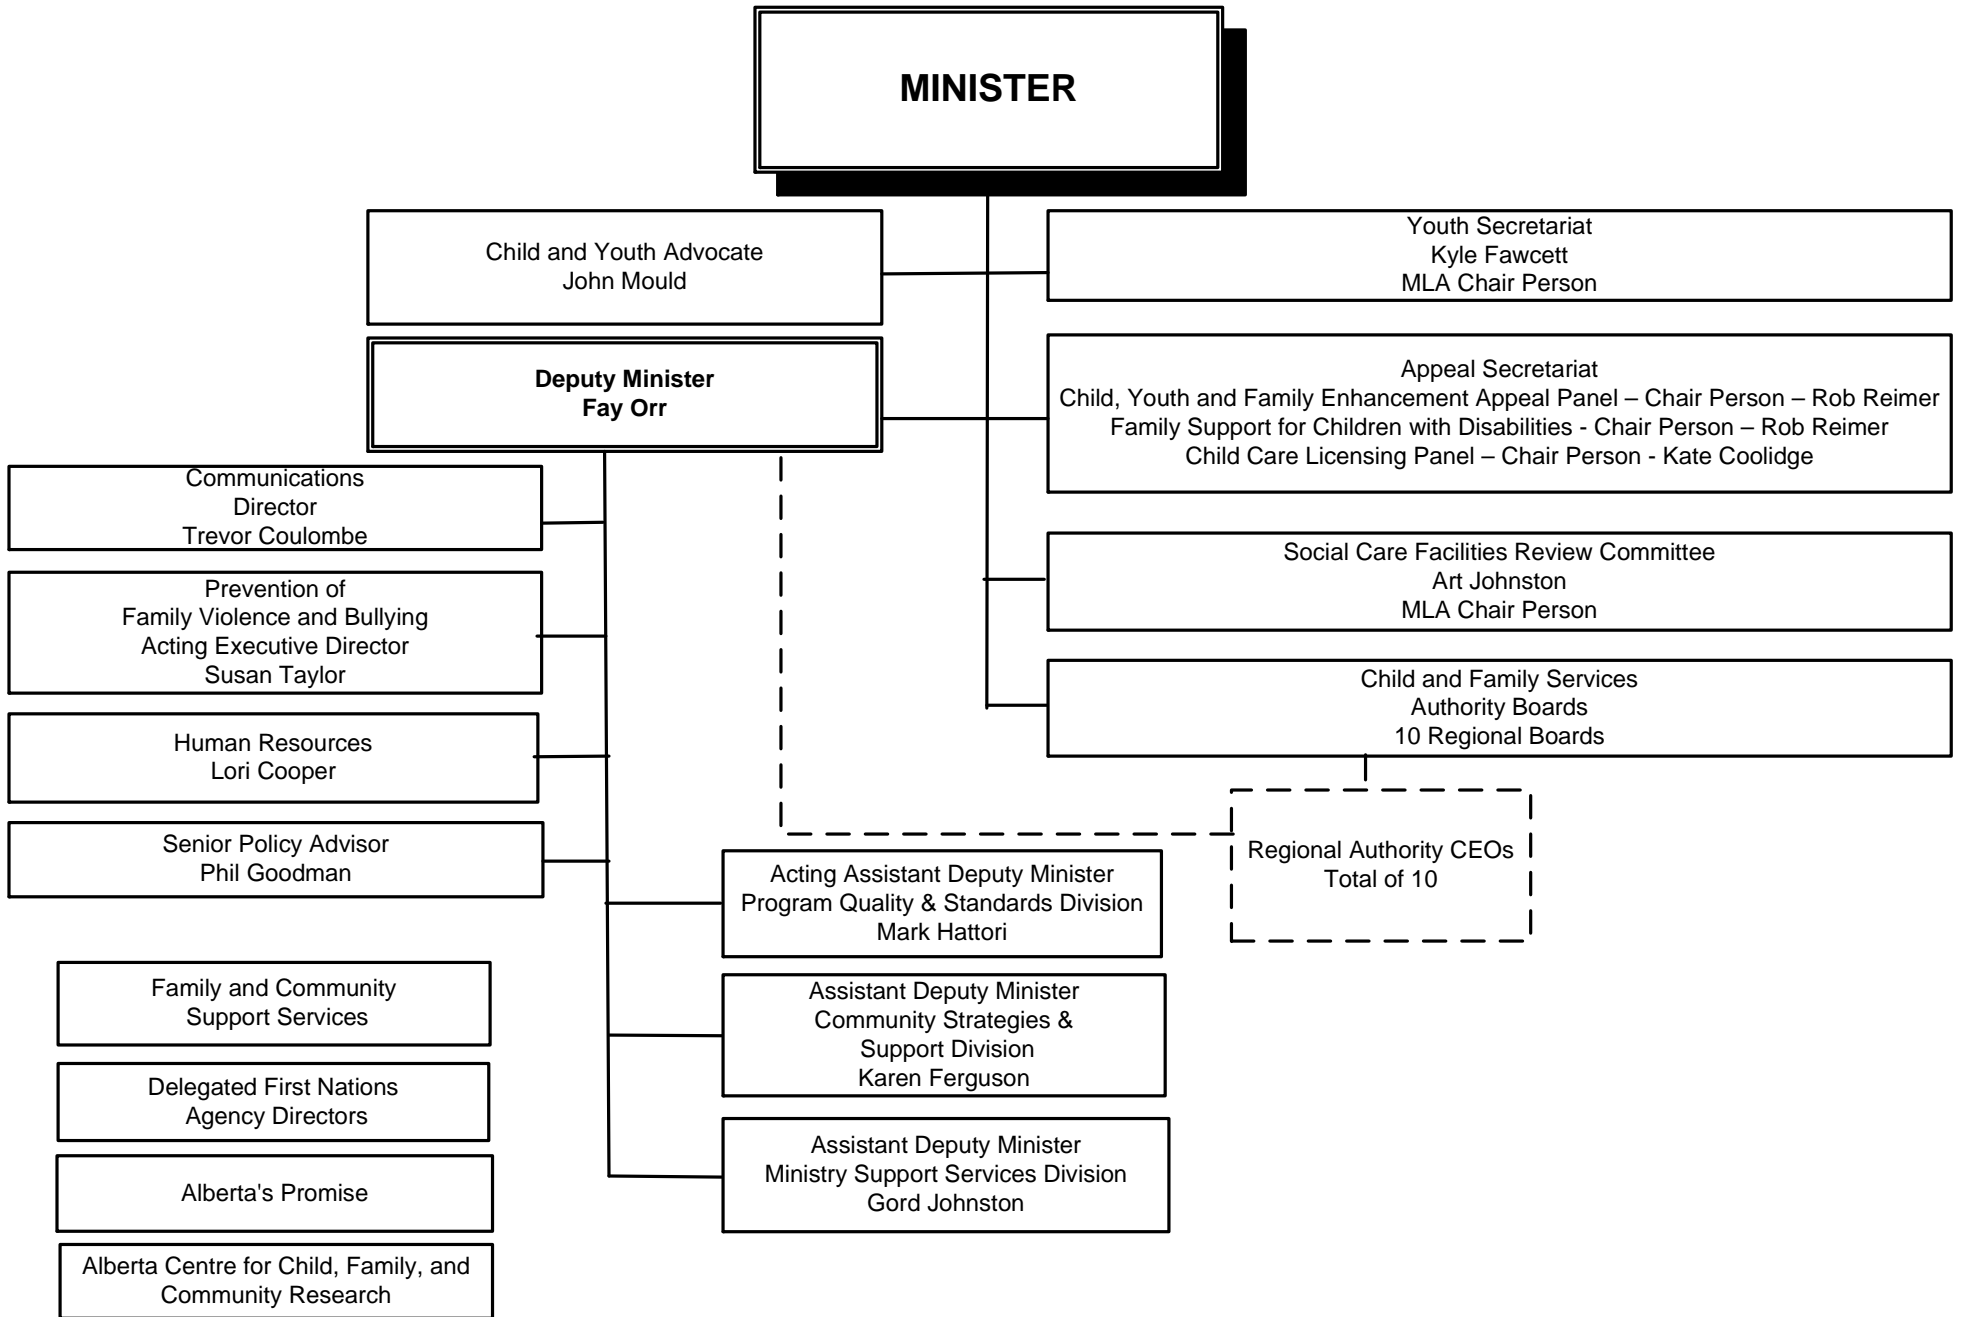 MINISTER
Child and Youth Advocate
John Mould
Youth Secretariat
Kyle Fawcett
MLA Chair Person
Deputy Minister
Fay Orr
Appeal Secretariat
Child, Youth and Family Enhancement Appeal Panel – Chair Person – Rob Reimer
Family Support for Children with Disabilities - Chair Person – Rob Reimer
Child Care Licensing Panel – Chair Person - Kate Coolidge
Communications
Director
Trevor Coulombe
Social Care Facilities Review Committee
Art Johnston
MLA Chair Person
Prevention of
Family Violence and Bullying
Acting Executive Director
Susan Taylor
Child and Family Services
Authority Boards
10 Regional Boards
Human Resources
Lori Cooper
Senior Policy Advisor
Phil Goodman
Regional Authority CEOs
Total of 10
Acting Assistant Deputy Minister
Program Quality & Standards Division
Mark Hattori
Family and Community
Support Services
Assistant Deputy Minister
Community Strategies &
Support Division
Karen Ferguson
Delegated First Nations
Agency Directors
Assistant Deputy Minister
Ministry Support Services Division
Gord Johnston
Alberta's Promise
Alberta Centre for Child, Family, and
Community Research